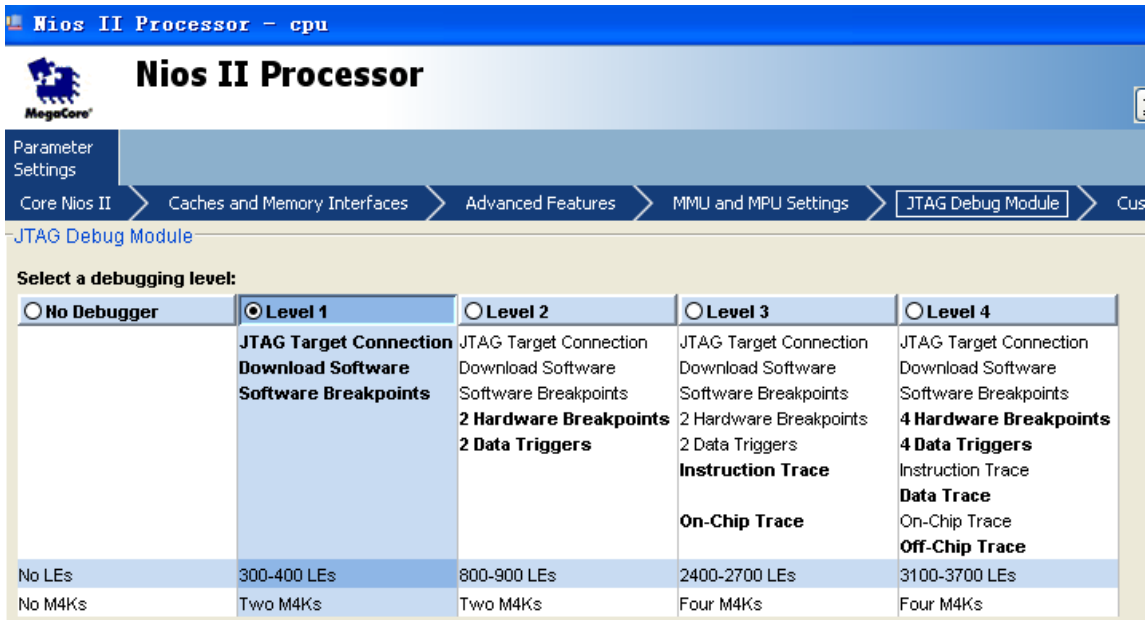 Nios II Processor - cpu
Nios II Processor
MegaCore®
Parameter
Settings
Core Nios II Caches and Memory Interfaces Advanced Features MMU and MPU Settings JTAG Debug Module Cus
JTAG Debug Module
Select a debugging level:
No Debugger Level 1 Level 2 Level 3 Level 4
JTAG Target Connection JTAG Target Connection JTAG Target Connection JTAG Target Connection
Download Software Download Software Download Software Download Software
Software Breakpoints Software Breakpoints Software Breakpoints Software Breakpoints
2 Hardware Breakpoints 2 Hardware Breakpoints 4 Hardware Breakpoints
2 Data Triggers 2 Data Triggers 4 Data Triggers
Instruction Trace Instruction Trace
Data Trace
On-Chip Trace On-Chip Trace
Off-Chip Trace
No LEs 300-400 LEs 800-900 LEs 2400-2700 LEs 3100-3700 LEs
No M4Ks Two M4Ks Two M4Ks Four M4Ks Four M4Ks